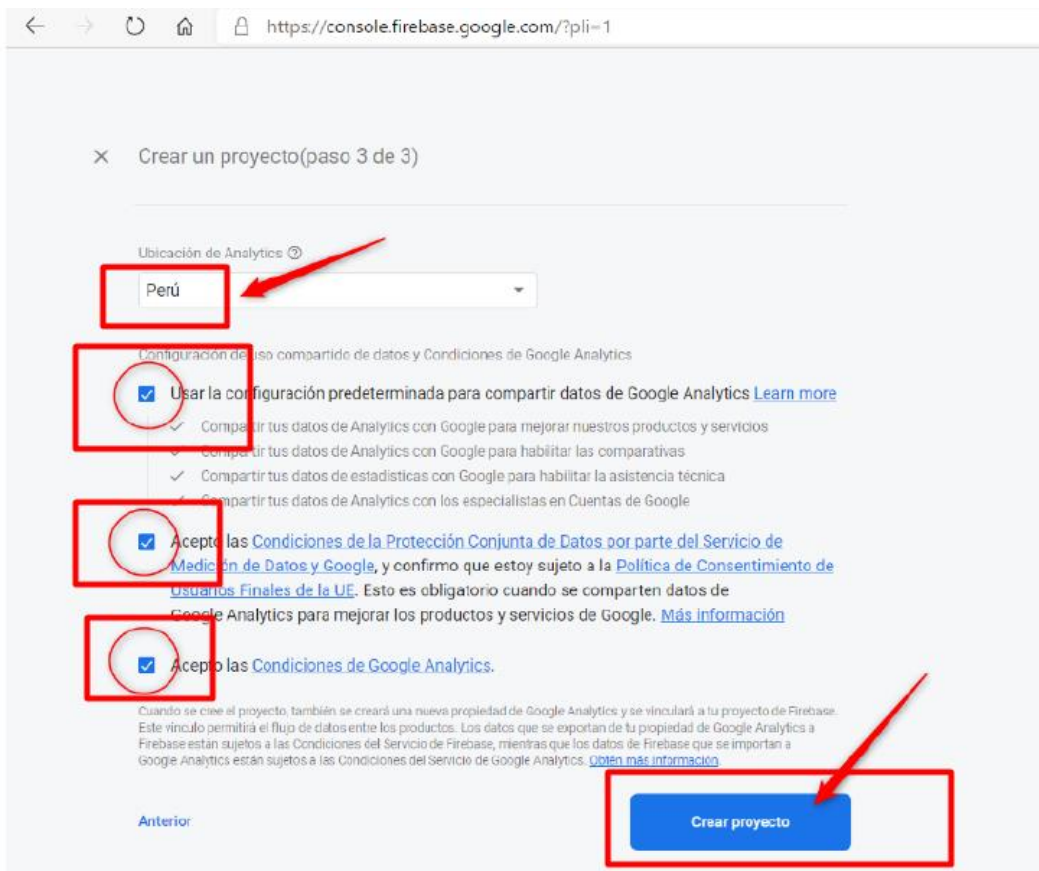 https://console.firebase.google.com/?pli=1
Crear un proyecto(paso 3 de 3)
Ubicación de Analytics
Perú
Configuración de uso compartido de datos y Condiciones de Google Analytics
Usar la configuración predeterminada para compartir datos de Google Analytics Learn more
Compartir tus datos de Analytics con Google para mejorar nuestros productos y servicios
Compartir tus datos de Analytics con Google para habilitar las comparativas
Compartir tus datos de estadísticas con Google para habilitar la asistencia técnica
Compartir tus datos de Analytics con los especialistas en Cuentas de Google
Acepto las Condiciones de la Protección Conjunta de Datos por parte del Servicio de
Medición de Datos y Google, y confirmo que estoy sujeto a la Política de Consentimiento de
Usuarios Finales de la UE. Esto es obligatorio cuando se comparten datos de
Google Analytics para mejorar los productos y servicios de Google. Más información
Acepto las Condiciones de Google Analytics.
Cuando se cree el proyecto, también se creará una nueva propiedad de Google Analytics y se vinculará a tu proyecto de Firebase.
Este vínculo permitirá el flujo de datos entre los productos. Los datos que se exportan de tu propiedad de Google Analytics a
Firebase están sujetos a las Condiciones del Servicio de Firebase, mientras que los datos de Firebase que se importan a
Google Analytics están sujetos a las Condiciones del Servicio de Google Analytics. Obtén más información.
Anterior
Crear proyecto